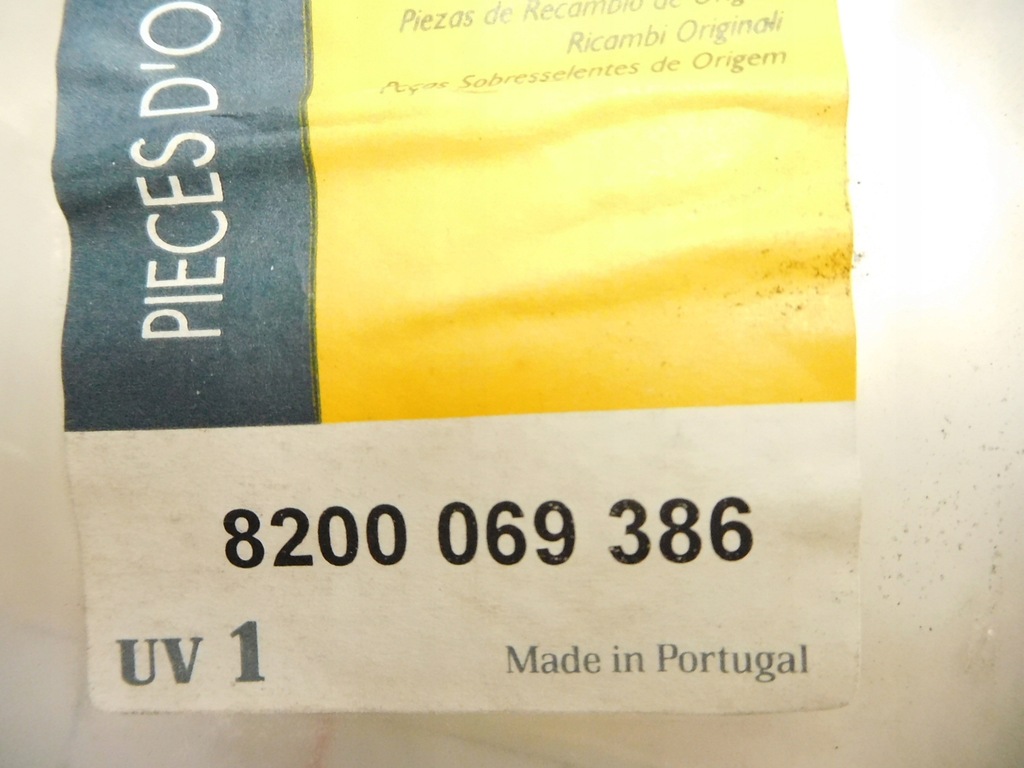 PIECES D'O
Piezas de Recambio de Orig
Ricambi Originali
Peças Sobresselentes de Origem
8200 069 386
UV 1
Made in Portugal